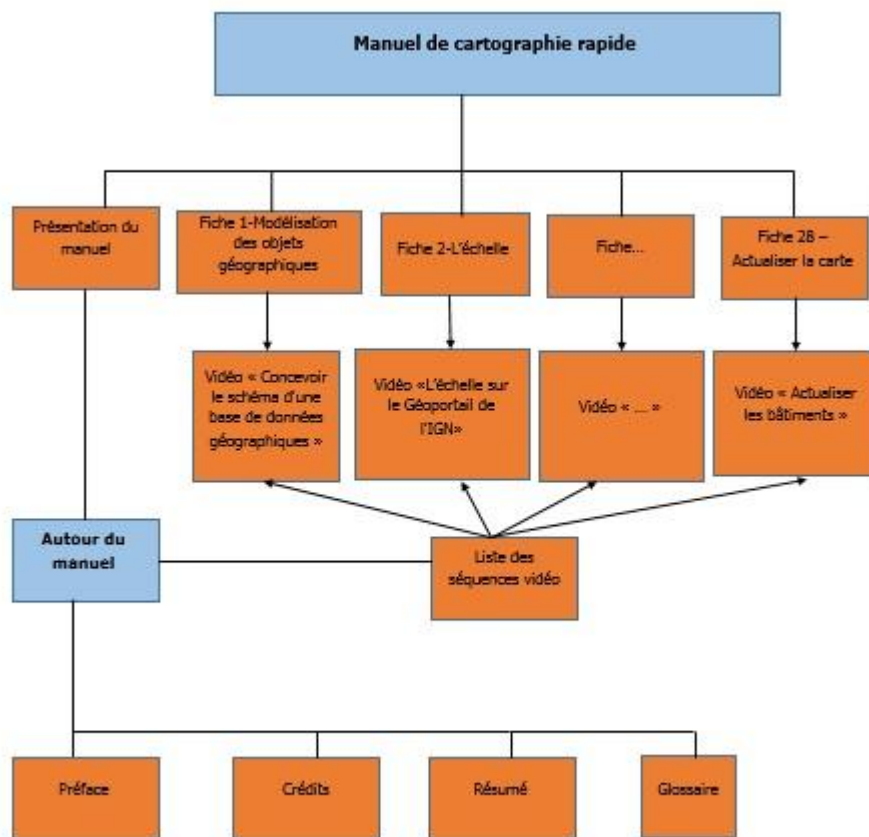 Manuel de cartographie rapide
Présentation du
manuel
Fiche 1-Modélisation
des objets
géographiques
Fiche 2-L'échelle
Fiche...
Fiche 28 –
Actualiser la carte
Vidéo « Concevoir
le schéma d'une
base de données
géographiques »
Vidéo «L'échelle sur
le Géoportail de
l'IGN»
Vidéo « ... »
Vidéo « Actualiser
les bâtiments »
Autour du
manuel
Liste des
séquences vidéo
Préface
Crédits
Résumé
Glossaire